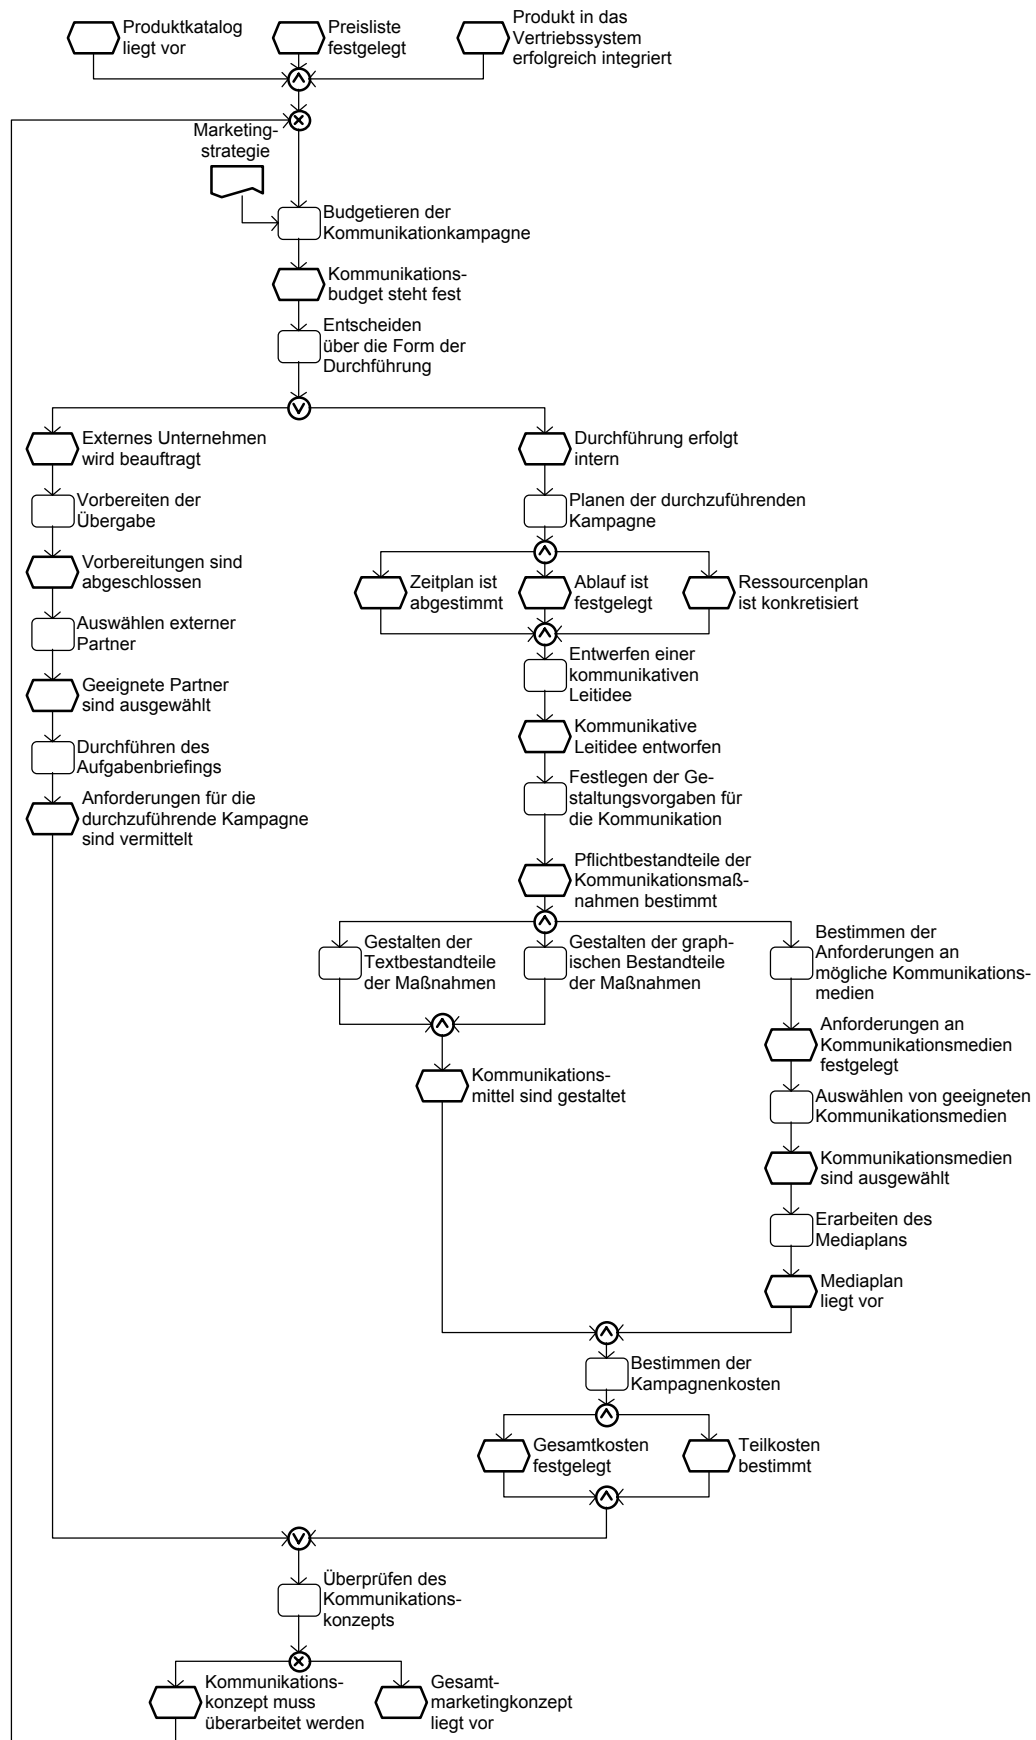 Produktkatalog
liegt vor
Preisliste
festgelegt
Produkt in das
Vertriebssystem
erfolgreich integriert
Marketing-
strategie
Budgetieren der
Kommunikationkampagne
Kommunikations-
budget steht fest
Entscheiden
über die Form der
Durchführung
Externes Unternehmen
wird beauftragt
Durchführung erfolgt
intern
Vorbereiten der
Übergabe
Planen der durchzuführenden
Kampagne
Vorbereitungen sind
abgeschlossen
Zeitplan ist
abgestimmt
Ablauf ist
festgelegt
Ressourcenplan
ist konkretisiert
Auswählen externer
Partner
Entwerfen einer
kommunikativen
Leitidee
Geeignete Partner
sind ausgewählt
Kommunikative
Leitidee entworfen
Durchführen des
Aufgabenbriefings
Festlegen der Ge-
staltungsvorgaben für
die Kommunikation
Anforderungen für die
durchzuführende Kampagne
sind vermittelt
Pflichtbestandteile der
Kommunikationsmaß-
nahmen bestimmt
Gestalten der
Textbestandteile
der Maßnahmen
Gestalten der graph-
ischen Bestandteile
der Maßnahmen
Bestimmen der
Anforderungen an
mögliche Kommunikations-
medien
Anforderungen an
Kommunikationsmedien
festgelegt
Kommunikations-
mittel sind gestaltet
Auswählen von geeigneten
Kommunikationsmedien
Kommunikationsmedien
sind ausgewählt
Erarbeiten des
Mediaplans
Mediaplan
liegt vor
Bestimmen der
Kampagnenkosten
Gesamtkosten
festgelegt
Teilkosten
bestimmt
Überprüfen des
Kommunikations-
konzepts
Kommunikations-
konzept muss
überarbeitet werden
Gesamt-
marketingkonzept
liegt vor